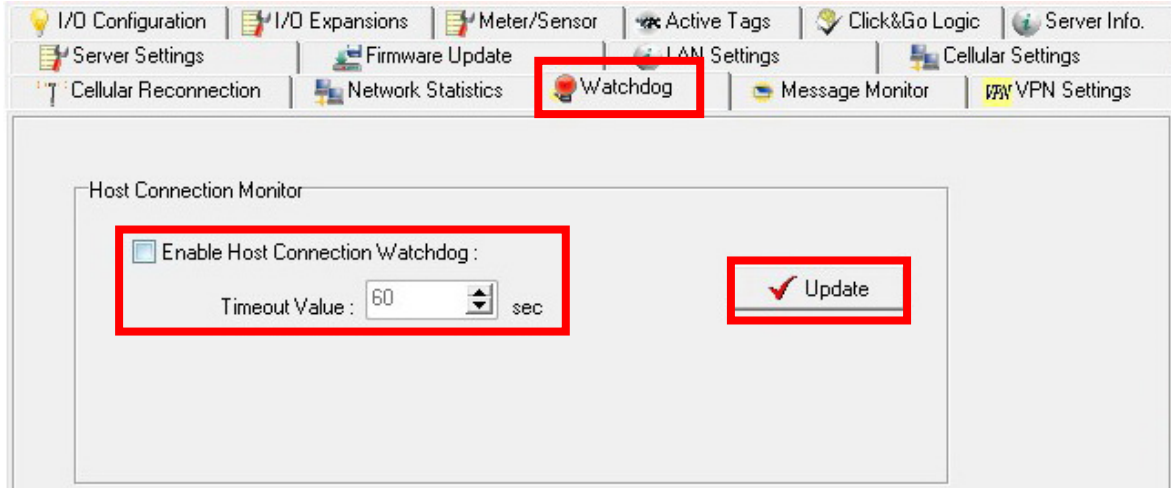 I/O Configuration I/O Expansions Meter/Sensor Active Tags Click&Go Logic Server Info.
Server Settings Firmware Update LAN Settings Cellular Settings
Cellular Reconnection Network Statistics Watchdog Message Monitor VPN VPN Settings
Host Connection Monitor
Enable Host Connection Watchdog :
Timeout Value : 60 sec
Update